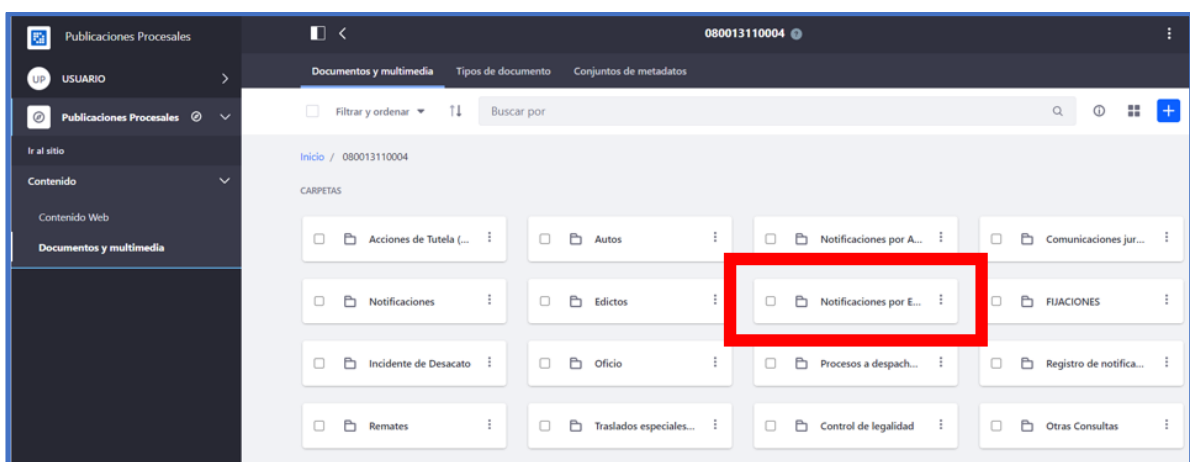 Publicaciones Procesales
080013110004
UP USUARIO
Documentos y multimedia Tipos de documento Conjuntos de metadatos
Publicaciones Procesales
Filtrar y ordenar Buscar por
Ir al sitio
Inicio / 080013110004
Contenido
CARPETAS
Contenido Web
Documentos y multimedia
Acciones de Tutela (... Autos Notificaciones por A... Comunicaciones jur...
Notificaciones Edictos Notificaciones por E... FIJACIONES
Incidente de Desacato Oficio Procesos a despach... Registro de notifica...
Remates Traslados especiales... Control de legalidad Otras Consultas